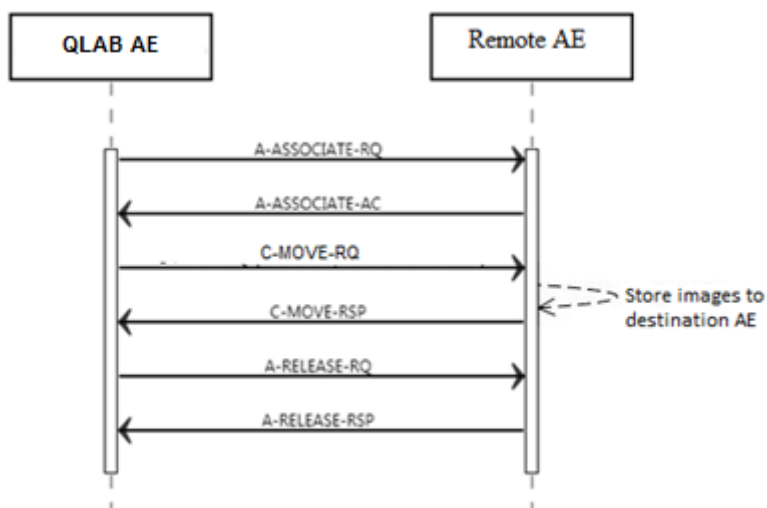 QLAB AE
Remote AE
A-ASSOCIATE-RQ
A-ASSOCIATE-AC
C-MOVE-RQ
Store images to
destination AE
C-MOVE-RSP
A-RELEASE-RQ
A-RELEASE-RSP